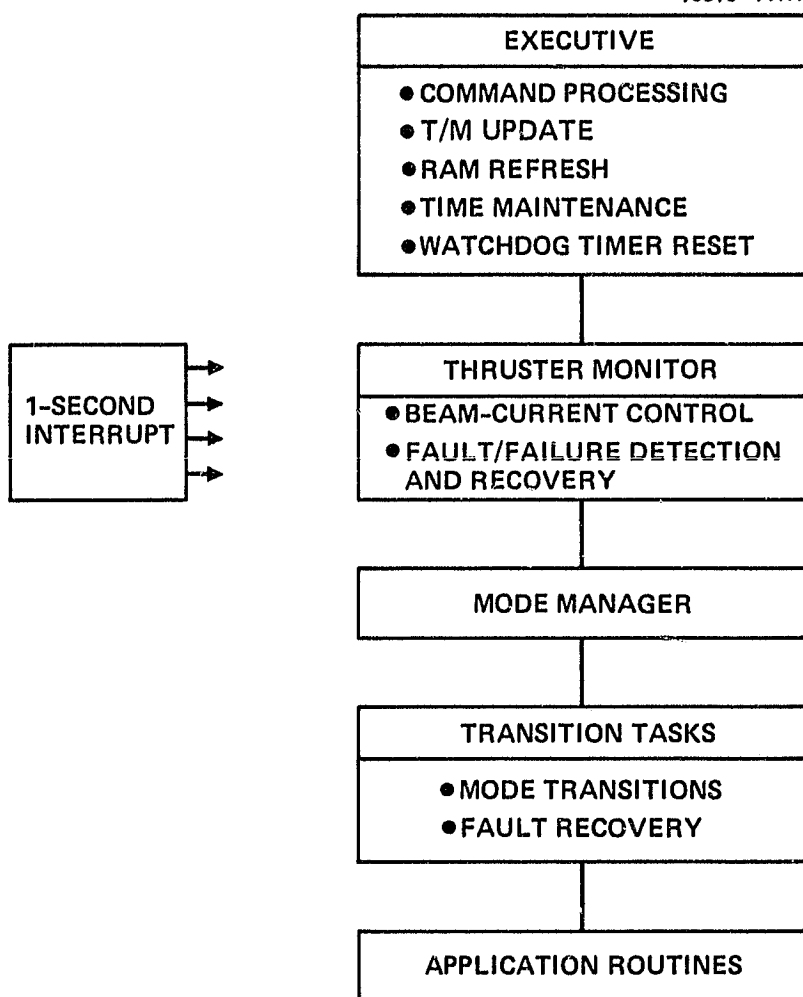 EXECUTIVE
● COMMAND PROCESSING
● T/M UPDATE
● RAM REFRESH
● TIME MAINTENANCE
● WATCHDOG TIMER RESET
1-SECOND
INTERRUPT
THRUSTER MONITOR
● BEAM-CURRENT CONTROL
● FAULT/FAILURE DETECTION
AND RECOVERY
MODE MANAGER
TRANSITION TASKS
● MODE TRANSITIONS
● FAULT RECOVERY
APPLICATION ROUTINES